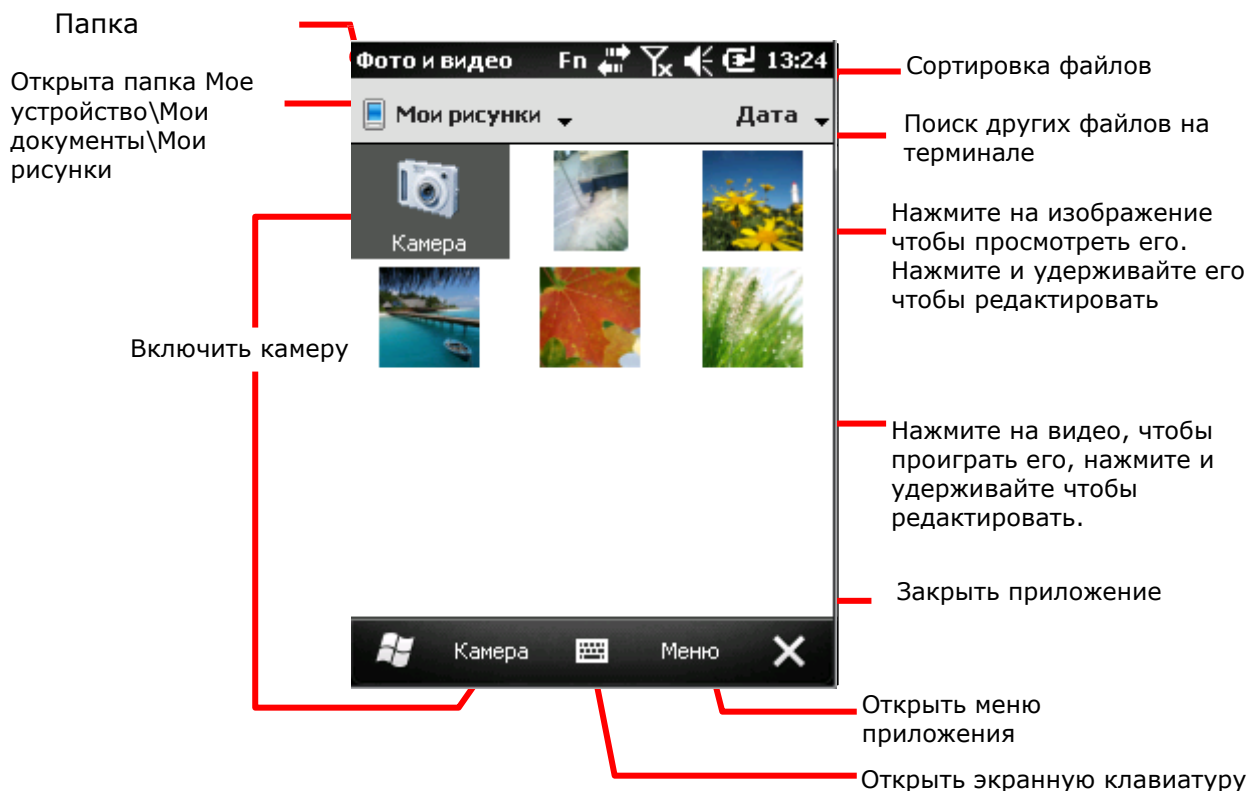 Папка
Открыта папка Мое
устройство\Мои
документы\Мои
рисунки
Включить камеру
Фото и видео Fn 13:24
Мои рисунки Дата
Камера
Камера Меню
Сортировка файлов
Поиск других файлов на
терминале
Нажмите на изображение
чтобы просмотреть его.
Нажмите и удерживайте его
чтобы редактировать
Нажмите на видео, чтобы
проиграть его, нажмите и
удерживайте чтобы
редактировать.
Закрыть приложение
Открыть меню
приложения
Открыть экранную клавиатуру